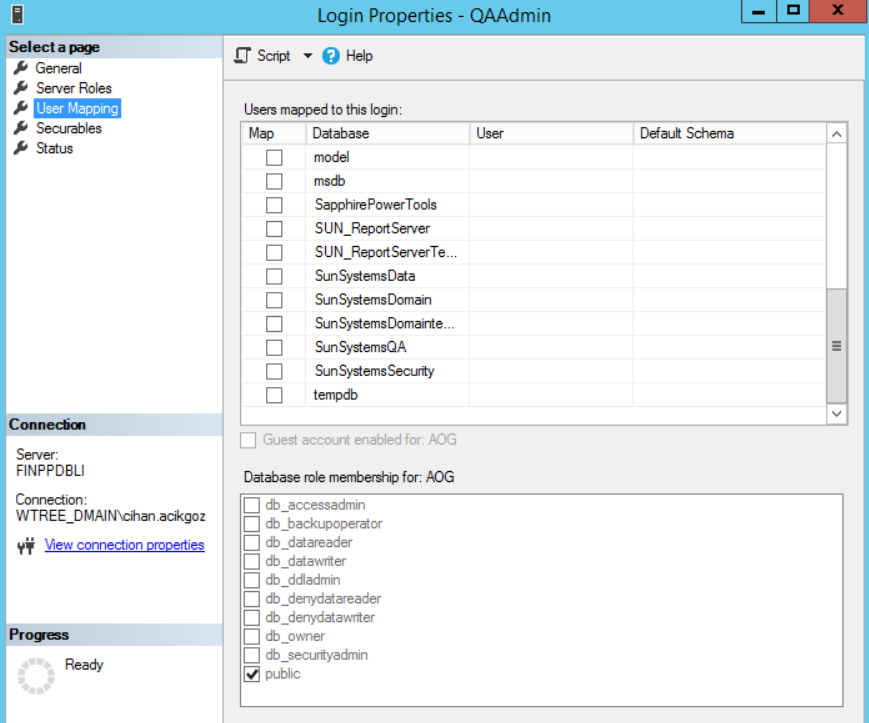 Login Properties - QAAdmin
Select a page
General
Server Roles
User Mapping
Securables
Status
Script Help
Users mapped to this login:
Map Database User Default Schema
model
msdb
SapphirePowerTools
SUN_ReportServer
SUN_ReportServerTe...
SunSystemsData
SunSystemsDomain
SunSystemsDomainte...
SunSystemsQA
SunSystemsSecurity
tempdb
Guest account enabled for: AOG
Database role membership for: AOG
db_accessadmin
db_backupoperator
db_datareader
db_datawriter
db_ddladmin
db_denydatareader
db_denydatawriter
db_owner
db_securityadmin
public
Connection
Server:
FINPPDBLI
Connection:
WTREE_DMAIN\cihan.acikgoz
View connection properties
Progress
Ready